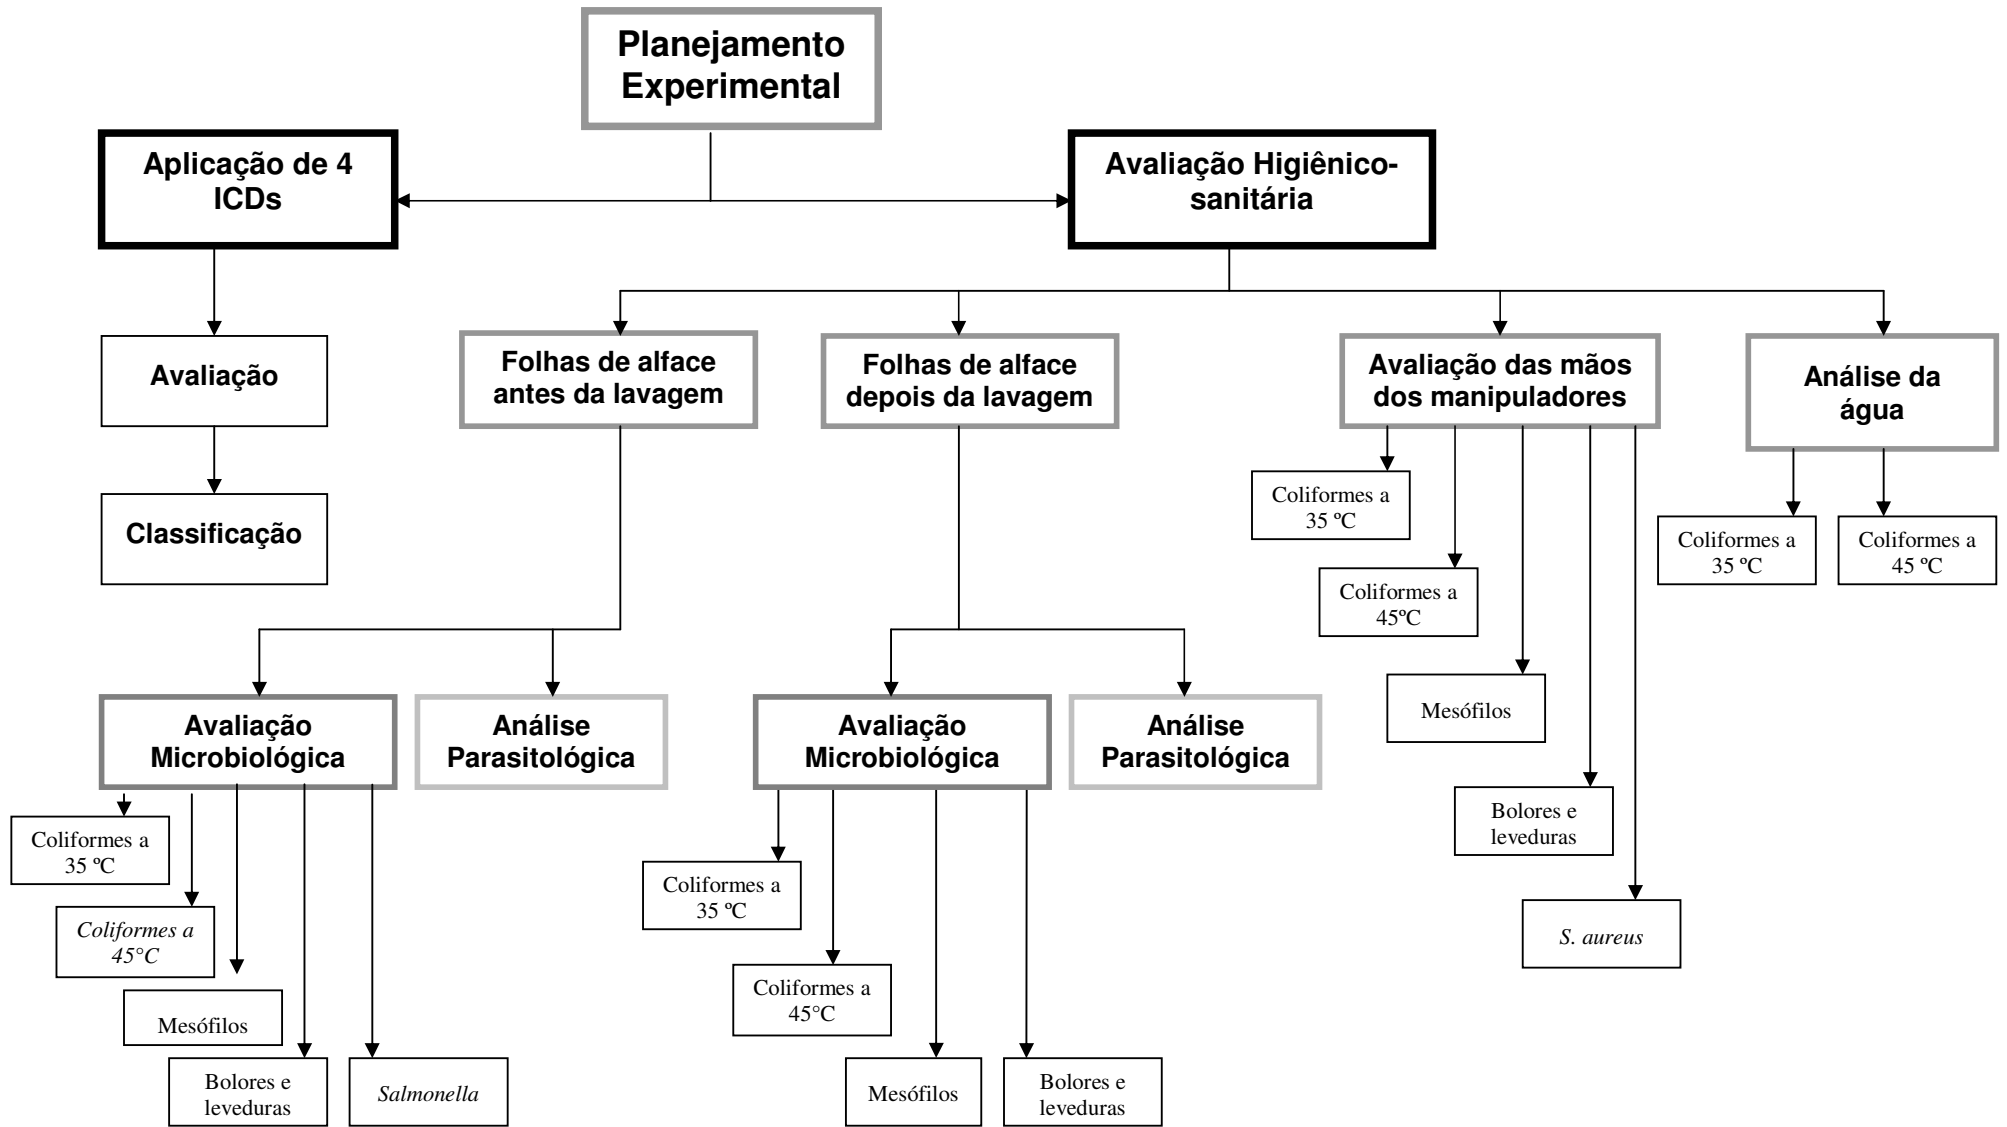 Planejamento
Experimental
Aplicação de 4
ICDs
Avaliação Higiênico-
sanitária
Avaliação
Classificação
Folhas de alface
antes da lavagem
Folhas de alface
depois da lavagem
Avaliação das mãos
dos manipuladores
Análise da
água
Coliformes a
35 ºC
Coliformes a
45ºC
Mesófilos
Bolores e
leveduras
S. aureus
Coliformes a
35 ºC
Coliformes a
45 ºC
Avaliação
Microbiológica
Análise
Parasitológica
Avaliação
Microbiológica
Análise
Parasitológica
Coliformes a
35 ºC
Coliformes a
45°C
Mesófilos
Bolores e
leveduras
Salmonella
Coliformes a
35 ºC
Coliformes a
45°C
Mesófilos
Bolores e
leveduras